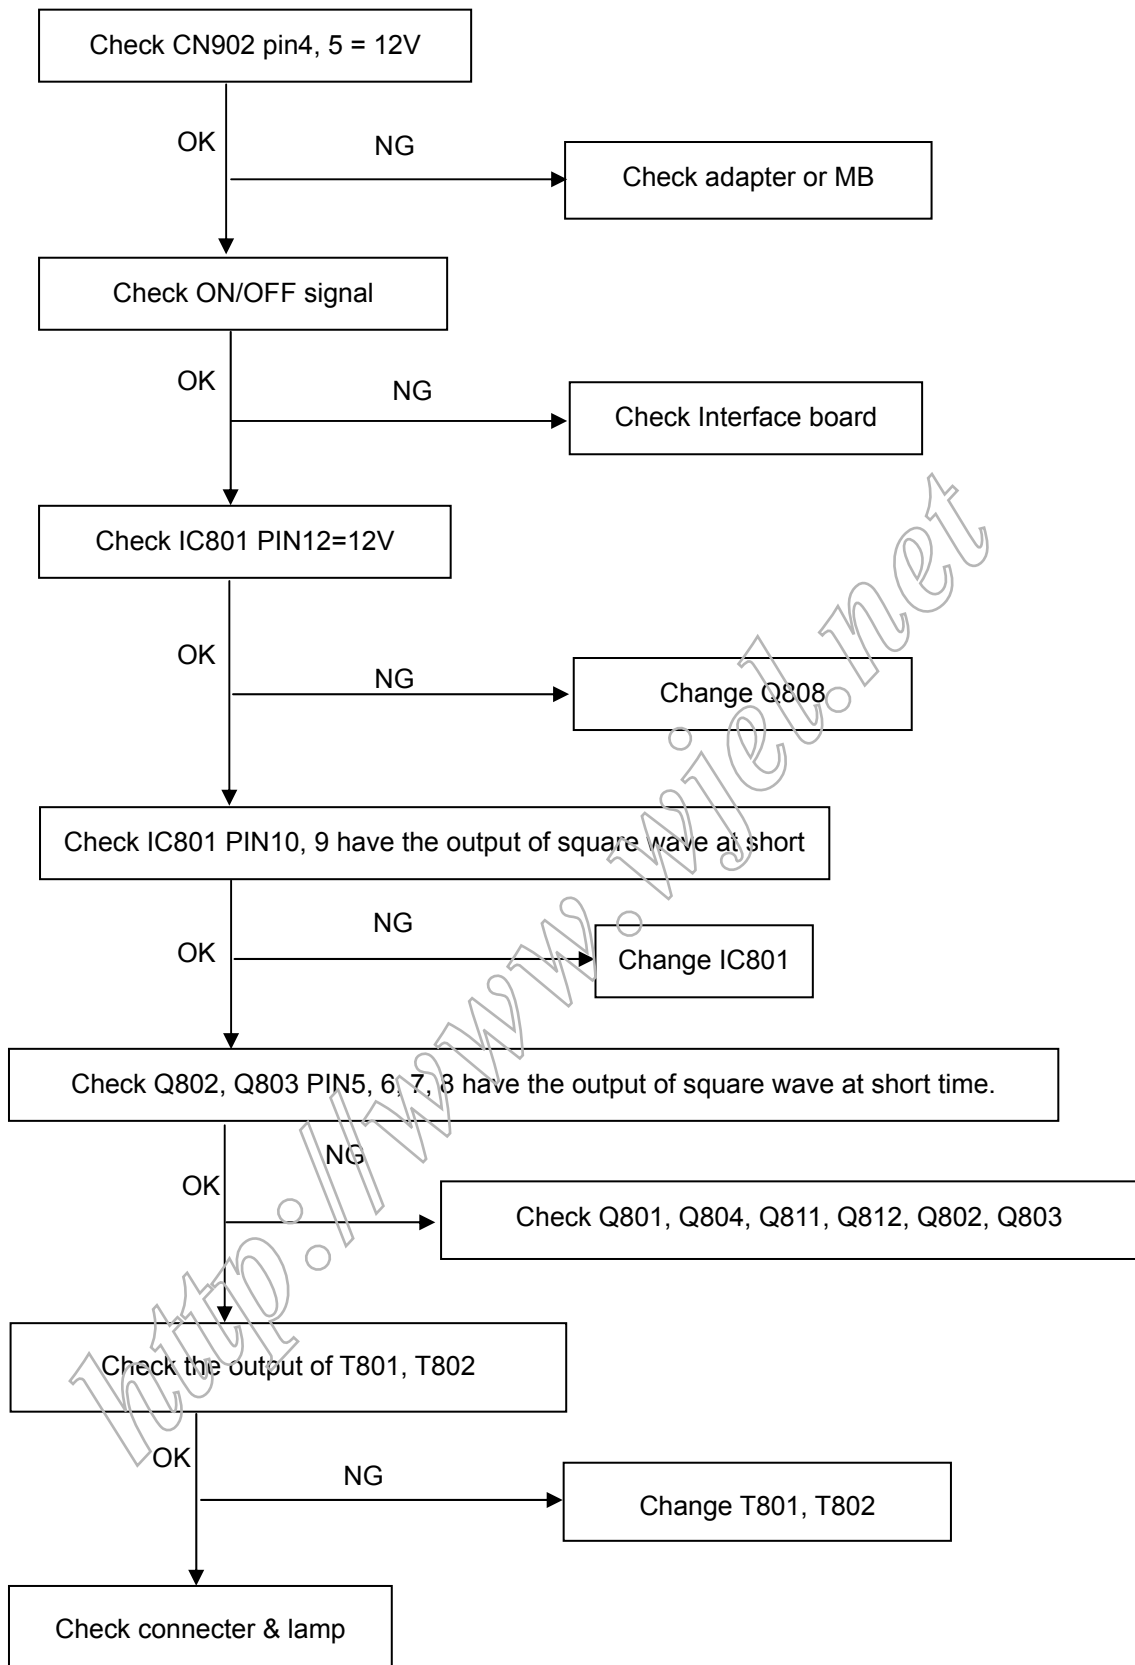 Check CN902 pin4, 5 = 12V
OK
NG
Check adapter or MB
Check ON/OFF signal
OK
NG
Check Interface board
Check IC801 PIN12=12V
OK
NG
Change Q808
Check IC801 PIN10, 9 have the output of square wave at short
NG
OK
Change IC801
Check Q802, Q803 PIN5, 6, 7, 8 have the output of square wave at short time.
NG
OK
Check Q801, Q804, Q811, Q812, Q802, Q803
Check the output of T801, T802
OK
NG
Change T801, T802
Check connecter & lamp
http://www.wjel.net